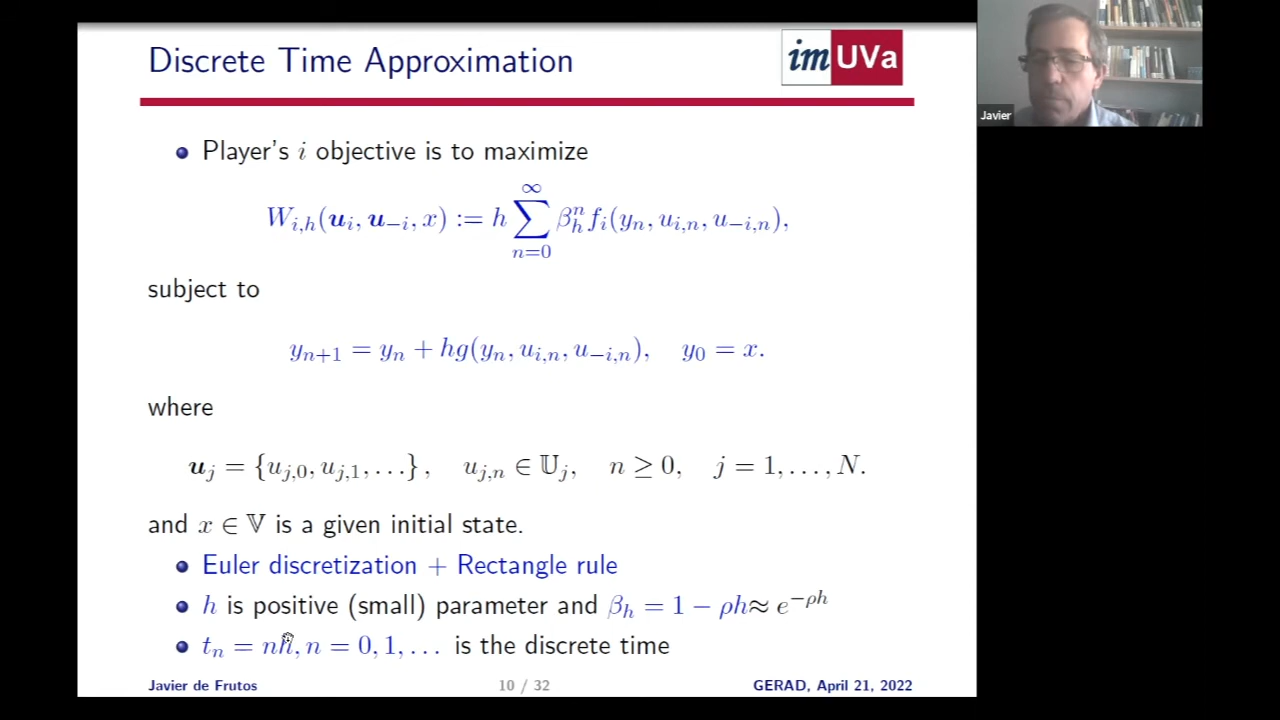 Discrete Time Approximation
im UVa
Player's i objective is to maximize
W_{i,h}(u_i, u_{-i}, x) := h ∑_{n=0}^{∞} β_h^n f_i(y_n, u_{i,n}, u_{-i,n}),
subject to
y_{n+1} = y_n + hg(y_n, u_{i,n}, u_{-i,n}),  y_0 = x.
where
u_j = {u_{j,0}, u_{j,1}, ...},  u_{j,n} ∈ 𝕌_j,  n ≥ 0,  j = 1, ..., N.
and x ∈ 𝕍 is a given initial state.
Euler discretization + Rectangle rule
h is positive (small) parameter and β_h = 1 − ρh ≈ e^{−ρh}
t_n = nh, n = 0, 1, ... is the discrete time
Javier de Frutos 10 / 32 GERAD, April 21, 2022
Javier